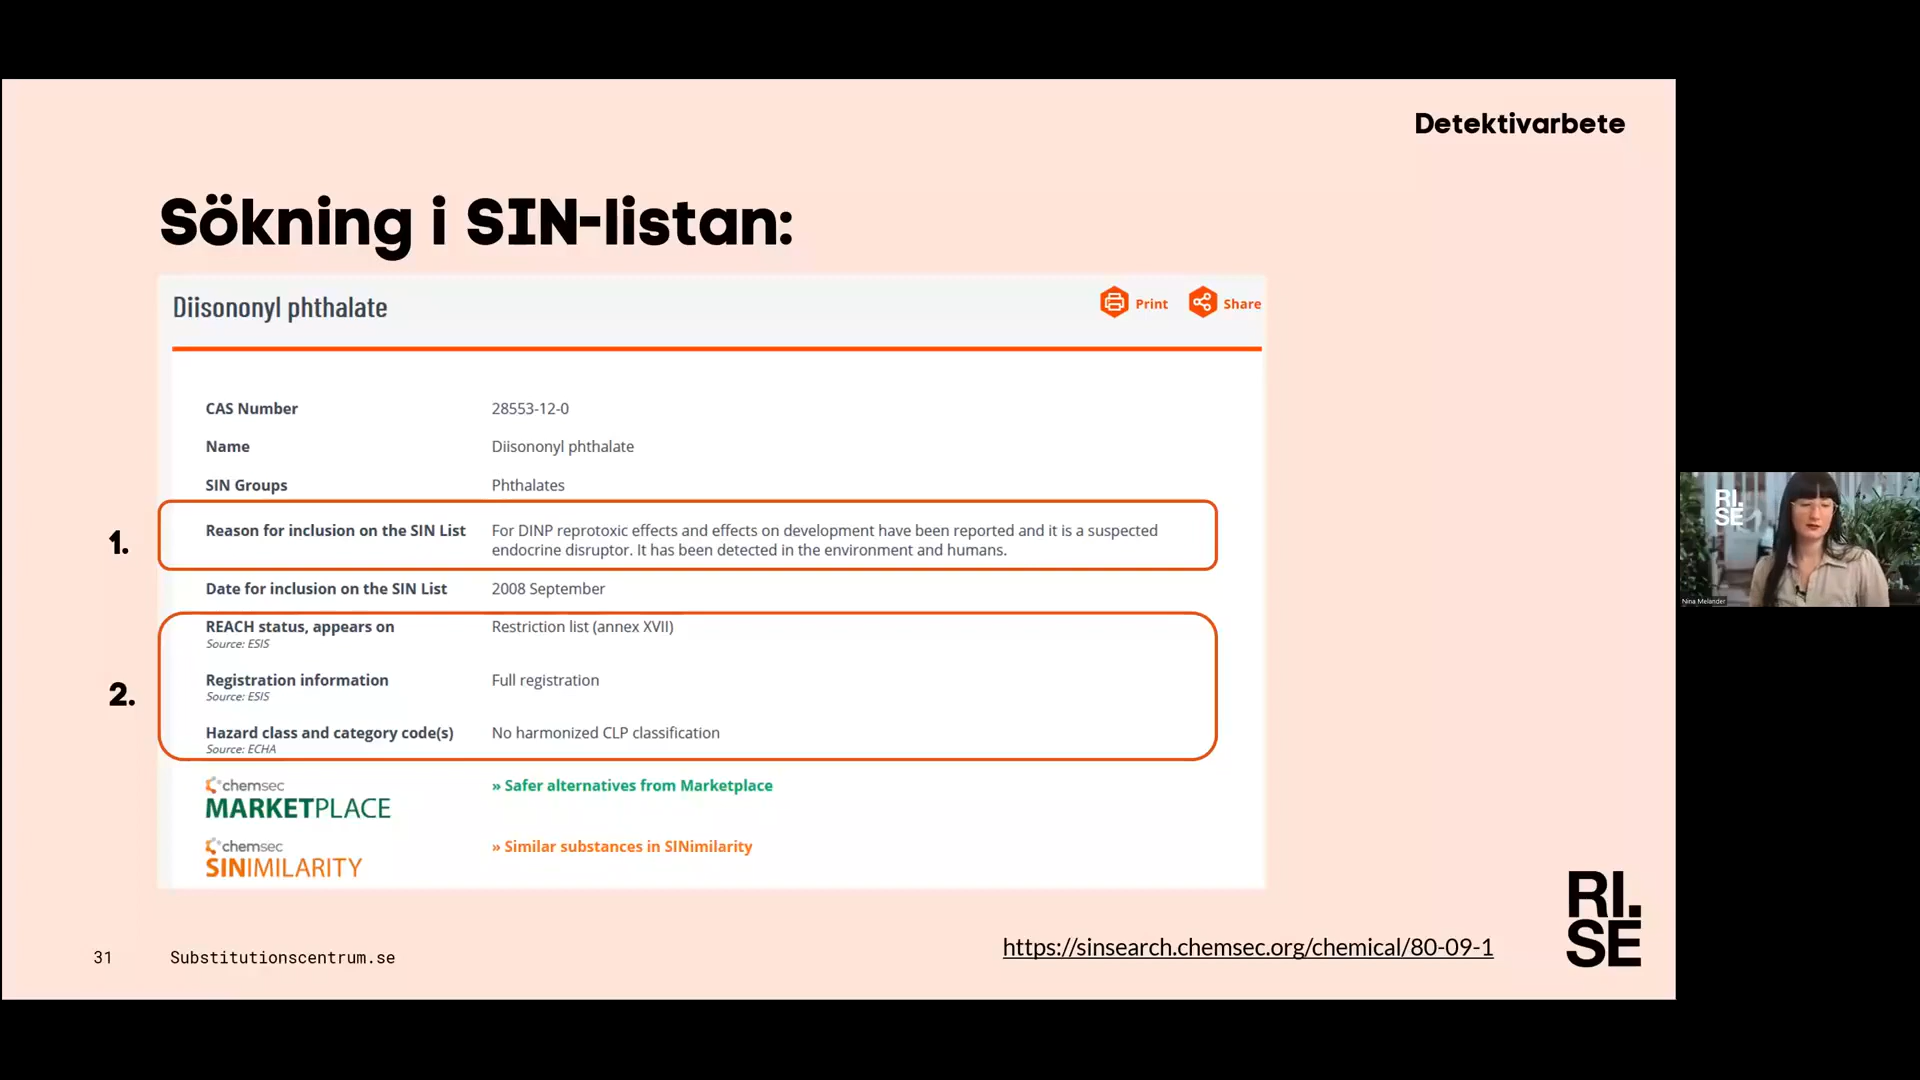 Detektivarbete
Sökning i SIN-listan:
Diisononyl phthalate
Print
Share
CAS Number 28553-12-0
Name Diisononyl phthalate
SIN Groups Phthalates
1.
Reason for inclusion on the SIN List For DINP reprotoxic effects and effects on development have been reported and it is a suspected
endocrine disruptor. It has been detected in the environment and humans.
Date for inclusion on the SIN List 2008 September
2.
REACH status, appears on Restriction list (annex XVII)
Source: ESIS
Registration information Full registration
Source: ESIS
Hazard class and category code(s) No harmonized CLP classification
Source: ECHA
chemsec
MARKETPLACE
» Safer alternatives from Marketplace
chemsec
SINIMILARITY
» Similar substances in SINimilarity
31 Substitutionscentrum.se
https://sinsearch.chemsec.org/chemical/80-09-1
RI.
SE
RI.
SE
Nina Melander